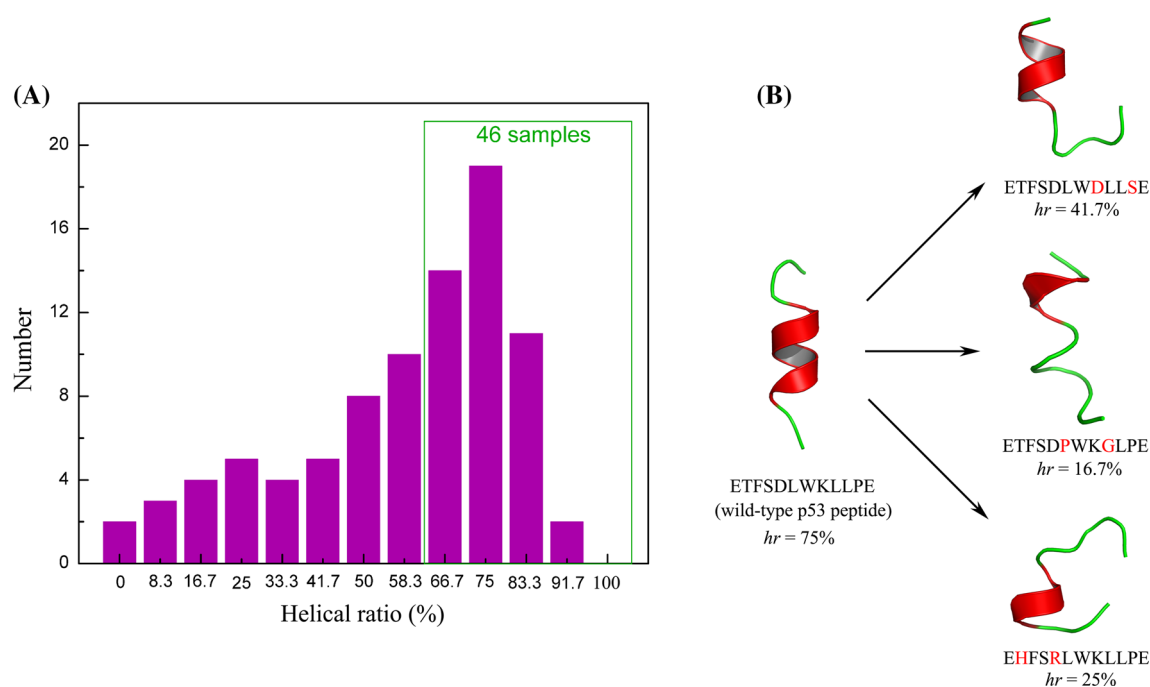 (A)
46 samples
20
16
12
8
4
0
Number
0 8.3 16.7 25 33.3 41.7 50 58.3 66.7 75 83.3 91.7 100
Helical ratio (%)
(B)
ETFSDLWKLLPE
(wild-type p53 peptide)
hr = 75%
ETFSDLWDLLSE
hr = 41.7%
ETFSDPWKGLPE
hr = 16.7%
EHFSRLWKLLPE
hr = 25%